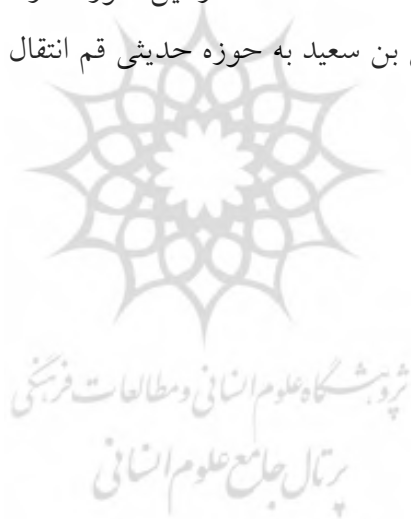 بن سعید به حوزه حدیثی قم انتقال
پژوهشگاه علوم انسانی و مطالعات فرهنگی
پرتال جامع علوم انسانی